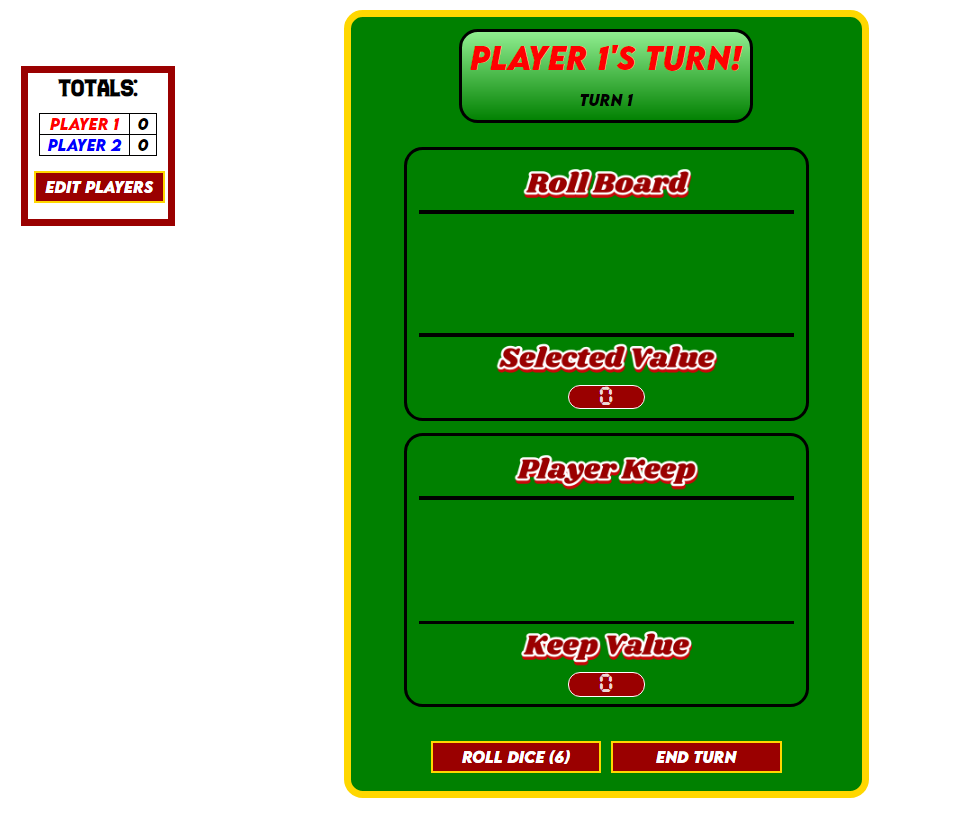 TOTALS:
PLAYER 1 0
PLAYER 2 0
EDIT PLAYERS
PLAYER 1'S TURN!
TURN 1
Roll Board
Selected Value
0
Player Keep
Keep Value
0
ROLL DICE (6) END TURN